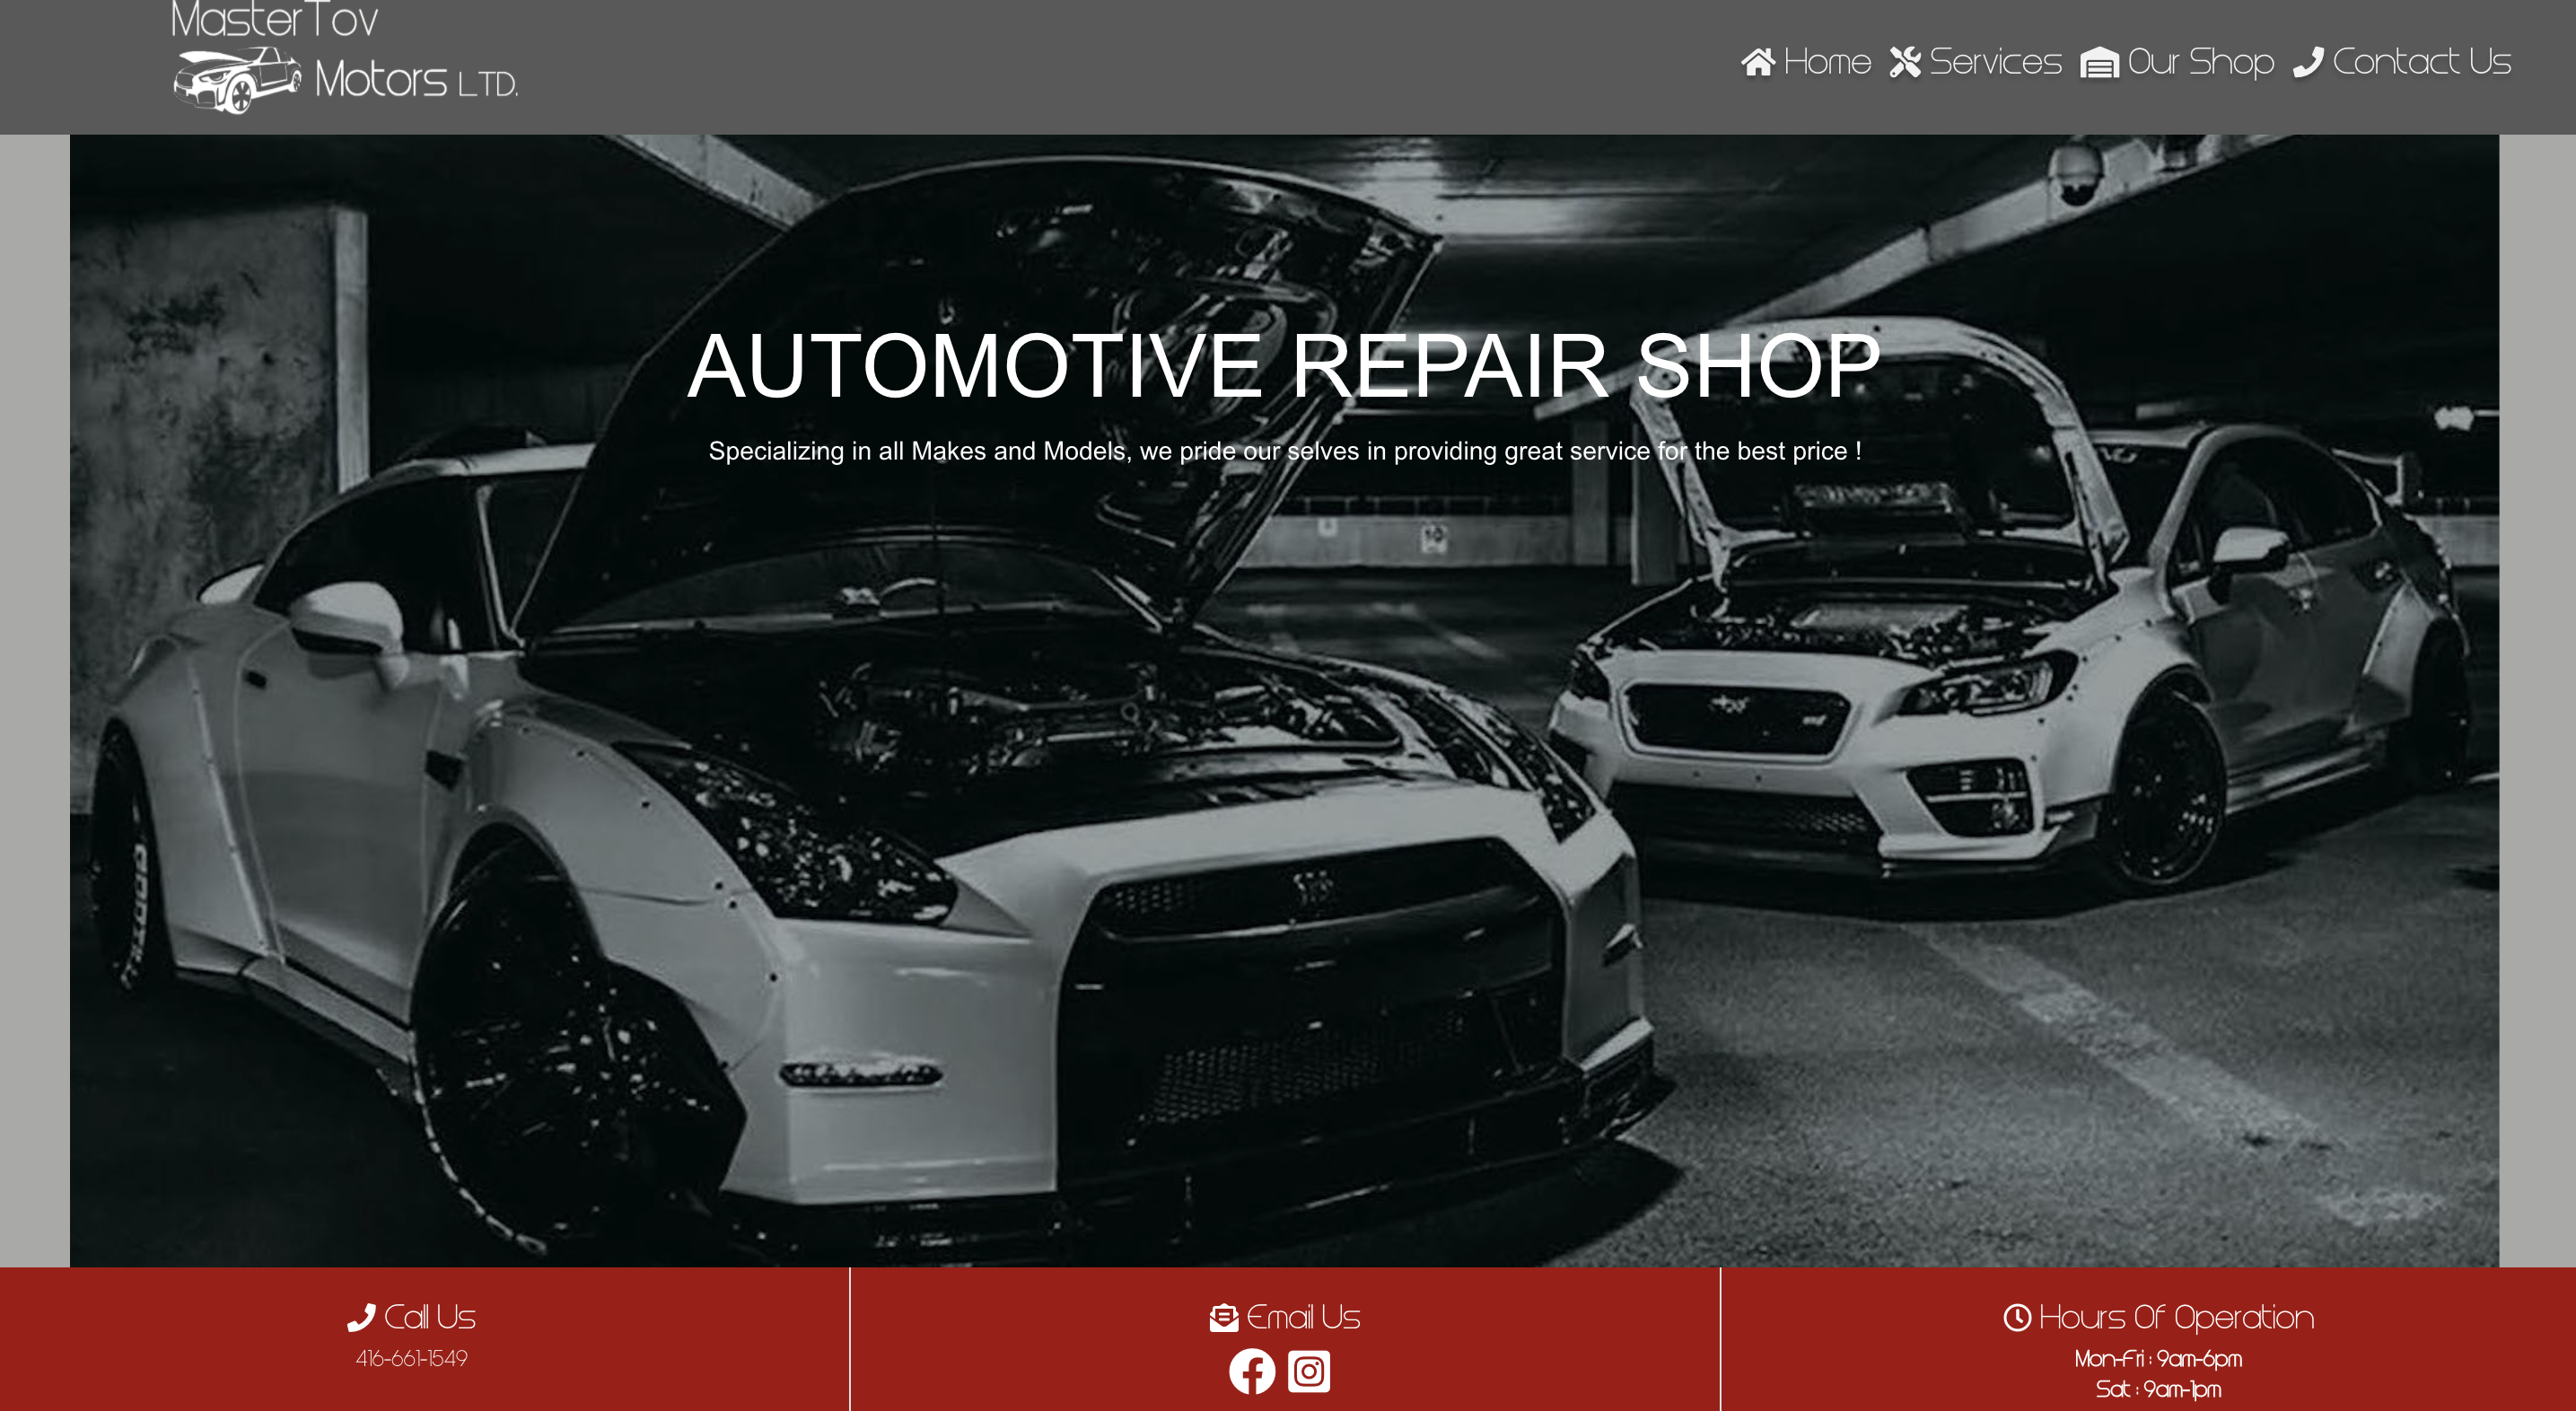 MasterTov
Motors LTD.
Home Services Our Shop Contact Us
AUTOMOTIVE REPAIR SHOP
Specializing in all Makes and Models, we pride our selves in providing great service for the best price !
10
Call Us
416-661-1549
Email Us
Hours Of Operation
Mon-Fri : 9am-6pm
Sat : 9am-1pm